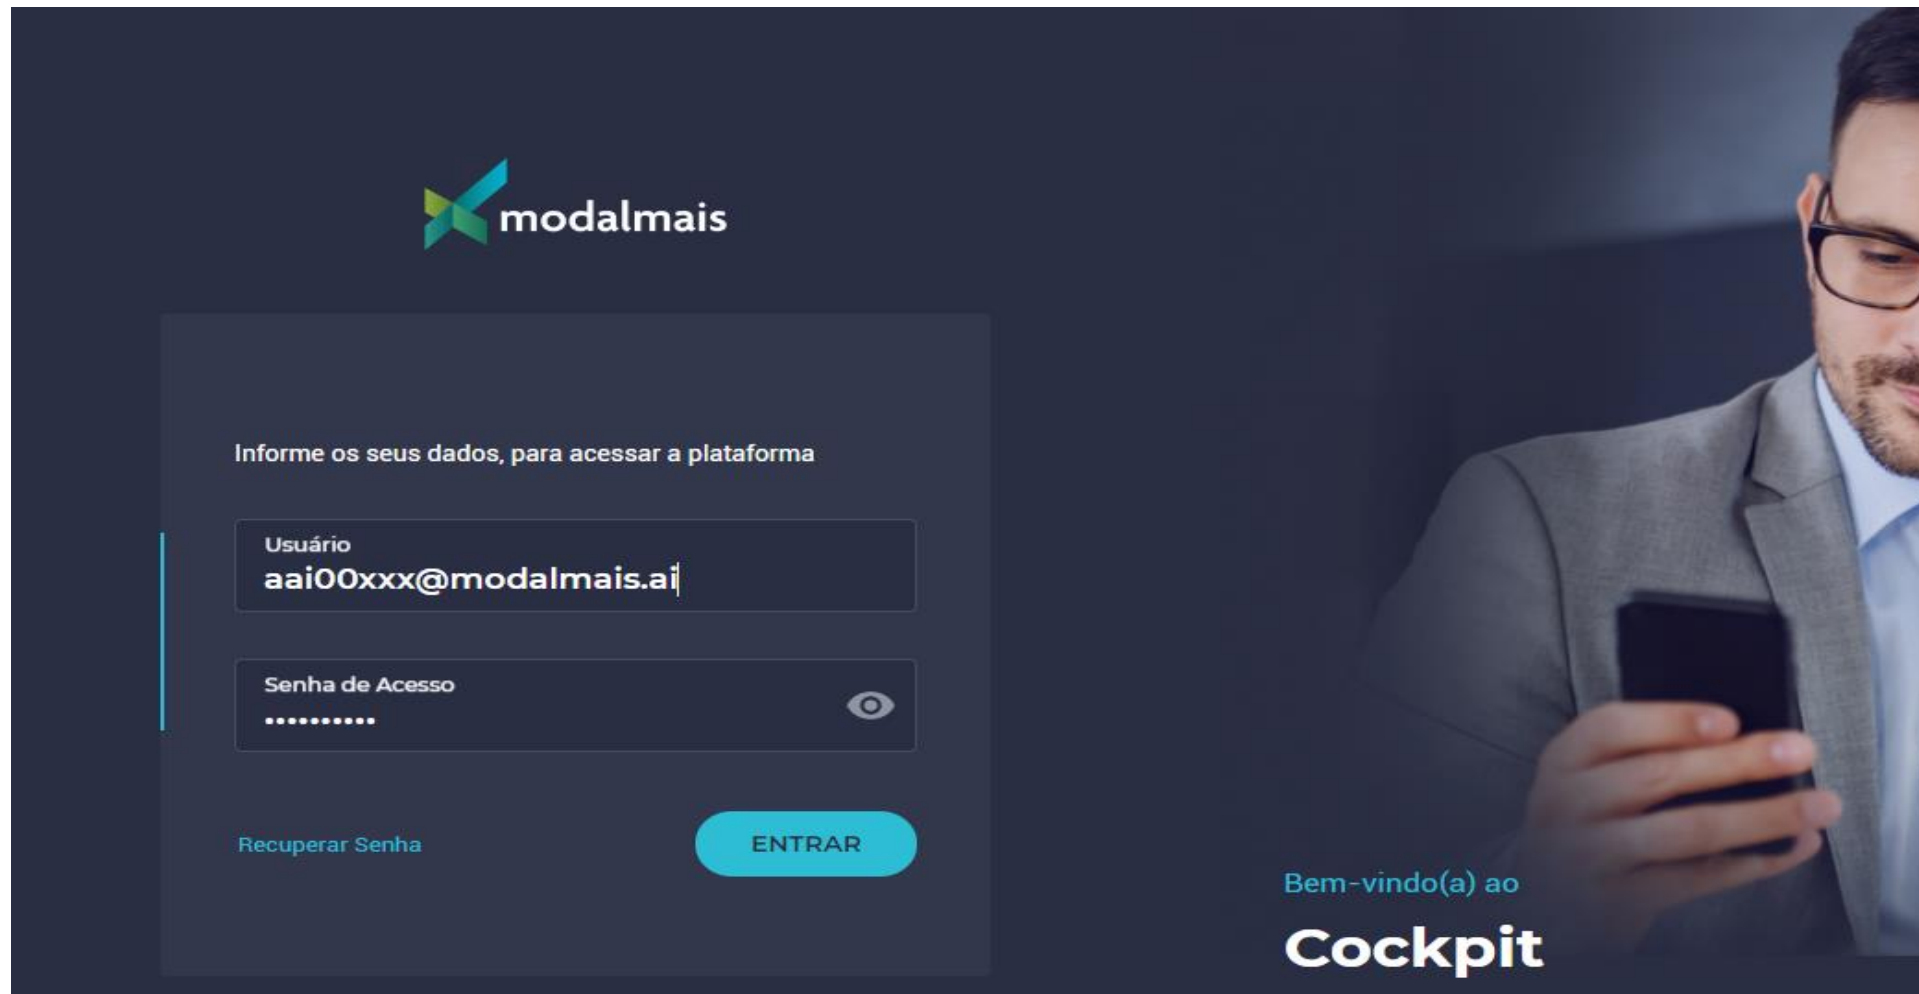 modalmais
Informe os seus dados, para acessar a plataforma
Usuário
aai00xxx@modalmais.ai
Senha de Acesso
••••••••••
Recuperar Senha
ENTRAR
Bem-vindo(a) ao
Cockpit